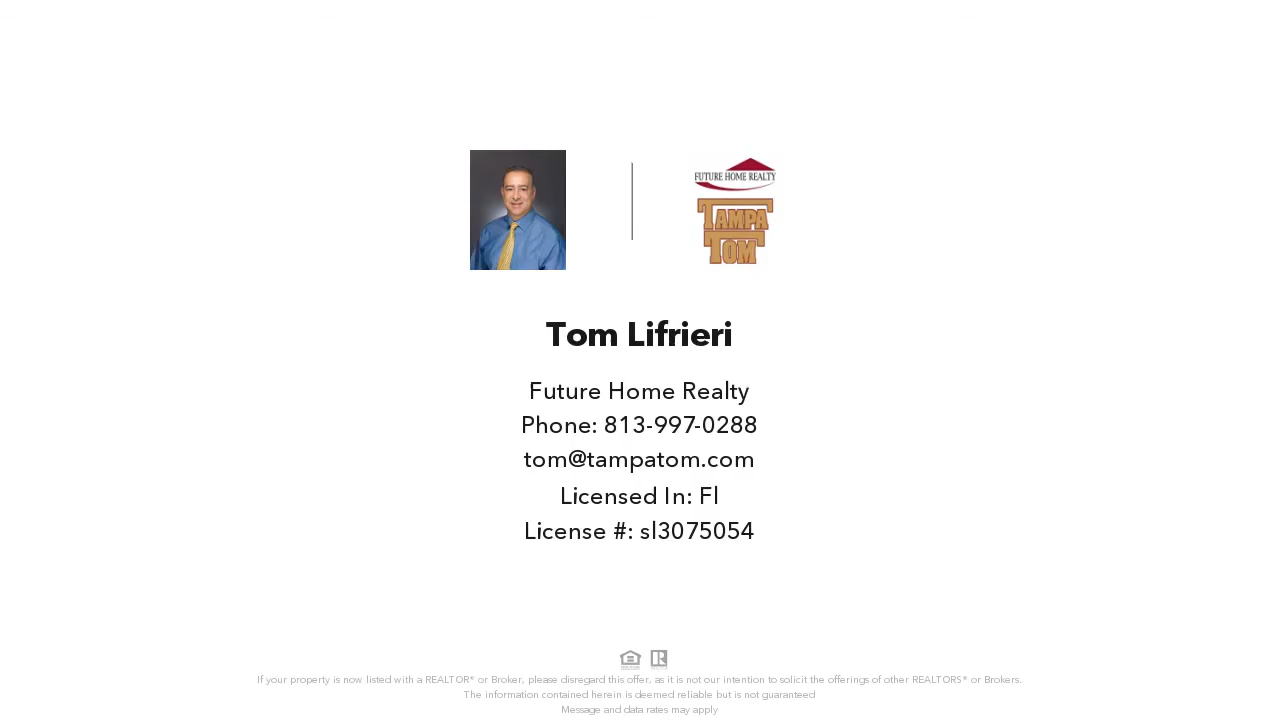 FUTURE HOME REALTY
TAMPA
TOM
Tom Lifrieri
Future Home Realty
Phone: 813-997-0288
tom@tampatom.com
Licensed In: Fl
License #: sl3075054
If your property is now listed with a REALTOR® or Broker, please disregard this offer, as it is not our intention to solicit the offerings of other REALTORS® or Brokers.
The information contained herein is deemed reliable but is not guaranteed
Message and data rates may apply